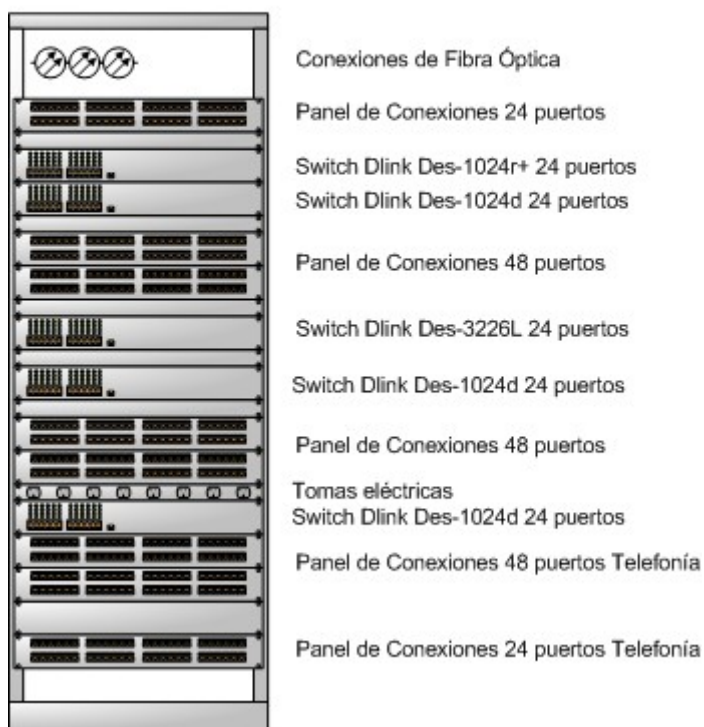 Conexiones de Fibra Óptica
Panel de Conexiones 24 puertos
Switch Dlink Des-1024r+ 24 puertos
Switch Dlink Des-1024d 24 puertos
Panel de Conexiones 48 puertos
Switch Dlink Des-3226L 24 puertos
Switch Dlink Des-1024d 24 puertos
Panel de Conexiones 48 puertos
Tomas eléctricas
Switch Dlink Des-1024d 24 puertos
Panel de Conexiones 48 puertos Telefonía
Panel de Conexiones 24 puertos Telefonía